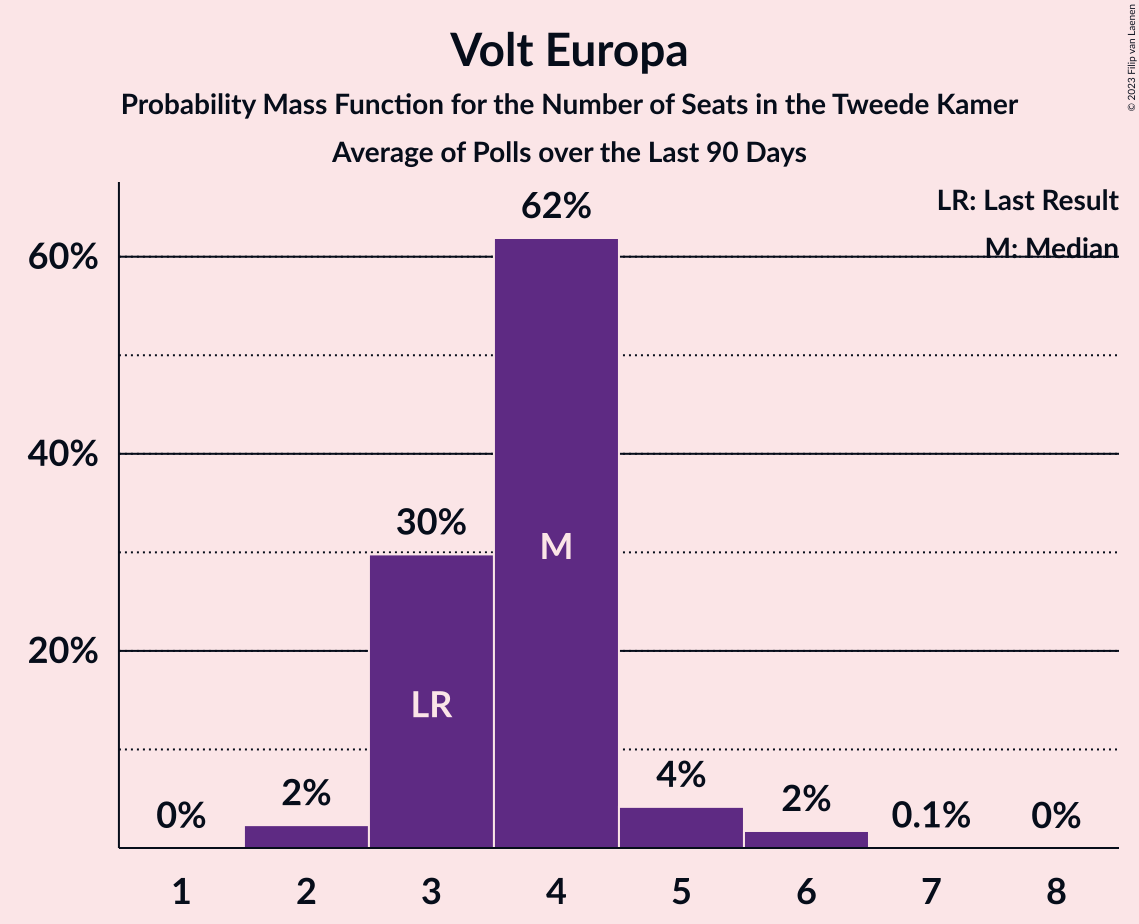 Volt Europa
Probability Mass Function for the Number of Seats in the Tweede Kamer
Average of Polls over the Last 90 Days
© 2023 Filip van Laenen
LR: Last Result
M: Median
62%
60%
30%
M
40%
20%
LR
0%
2%
4%
2%
0.1%
0%
1 2 3 4 5 6 7 8